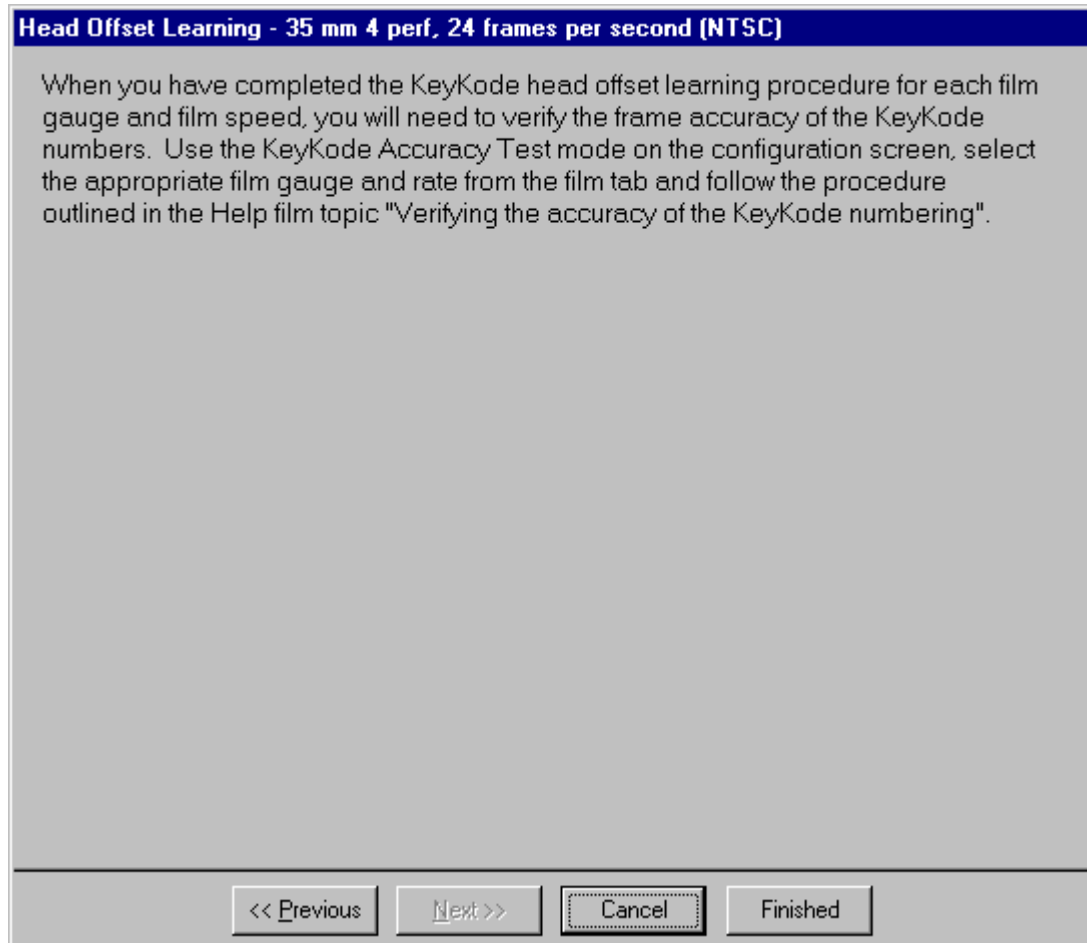 Head Offset Learning - 35 mm 4 perf, 24 frames per second (NTSC)
When you have completed the KeyKode head offset learning procedure for each film
gauge and film speed, you will need to verify the frame accuracy of the KeyKode
numbers.  Use the KeyKode Accuracy Test mode on the configuration screen, select
the appropriate film gauge and rate from the film tab and follow the procedure
outlined in the Help film topic "Verifying the accuracy of the KeyKode numbering".
<< Previous
Next >>
Cancel
Finished